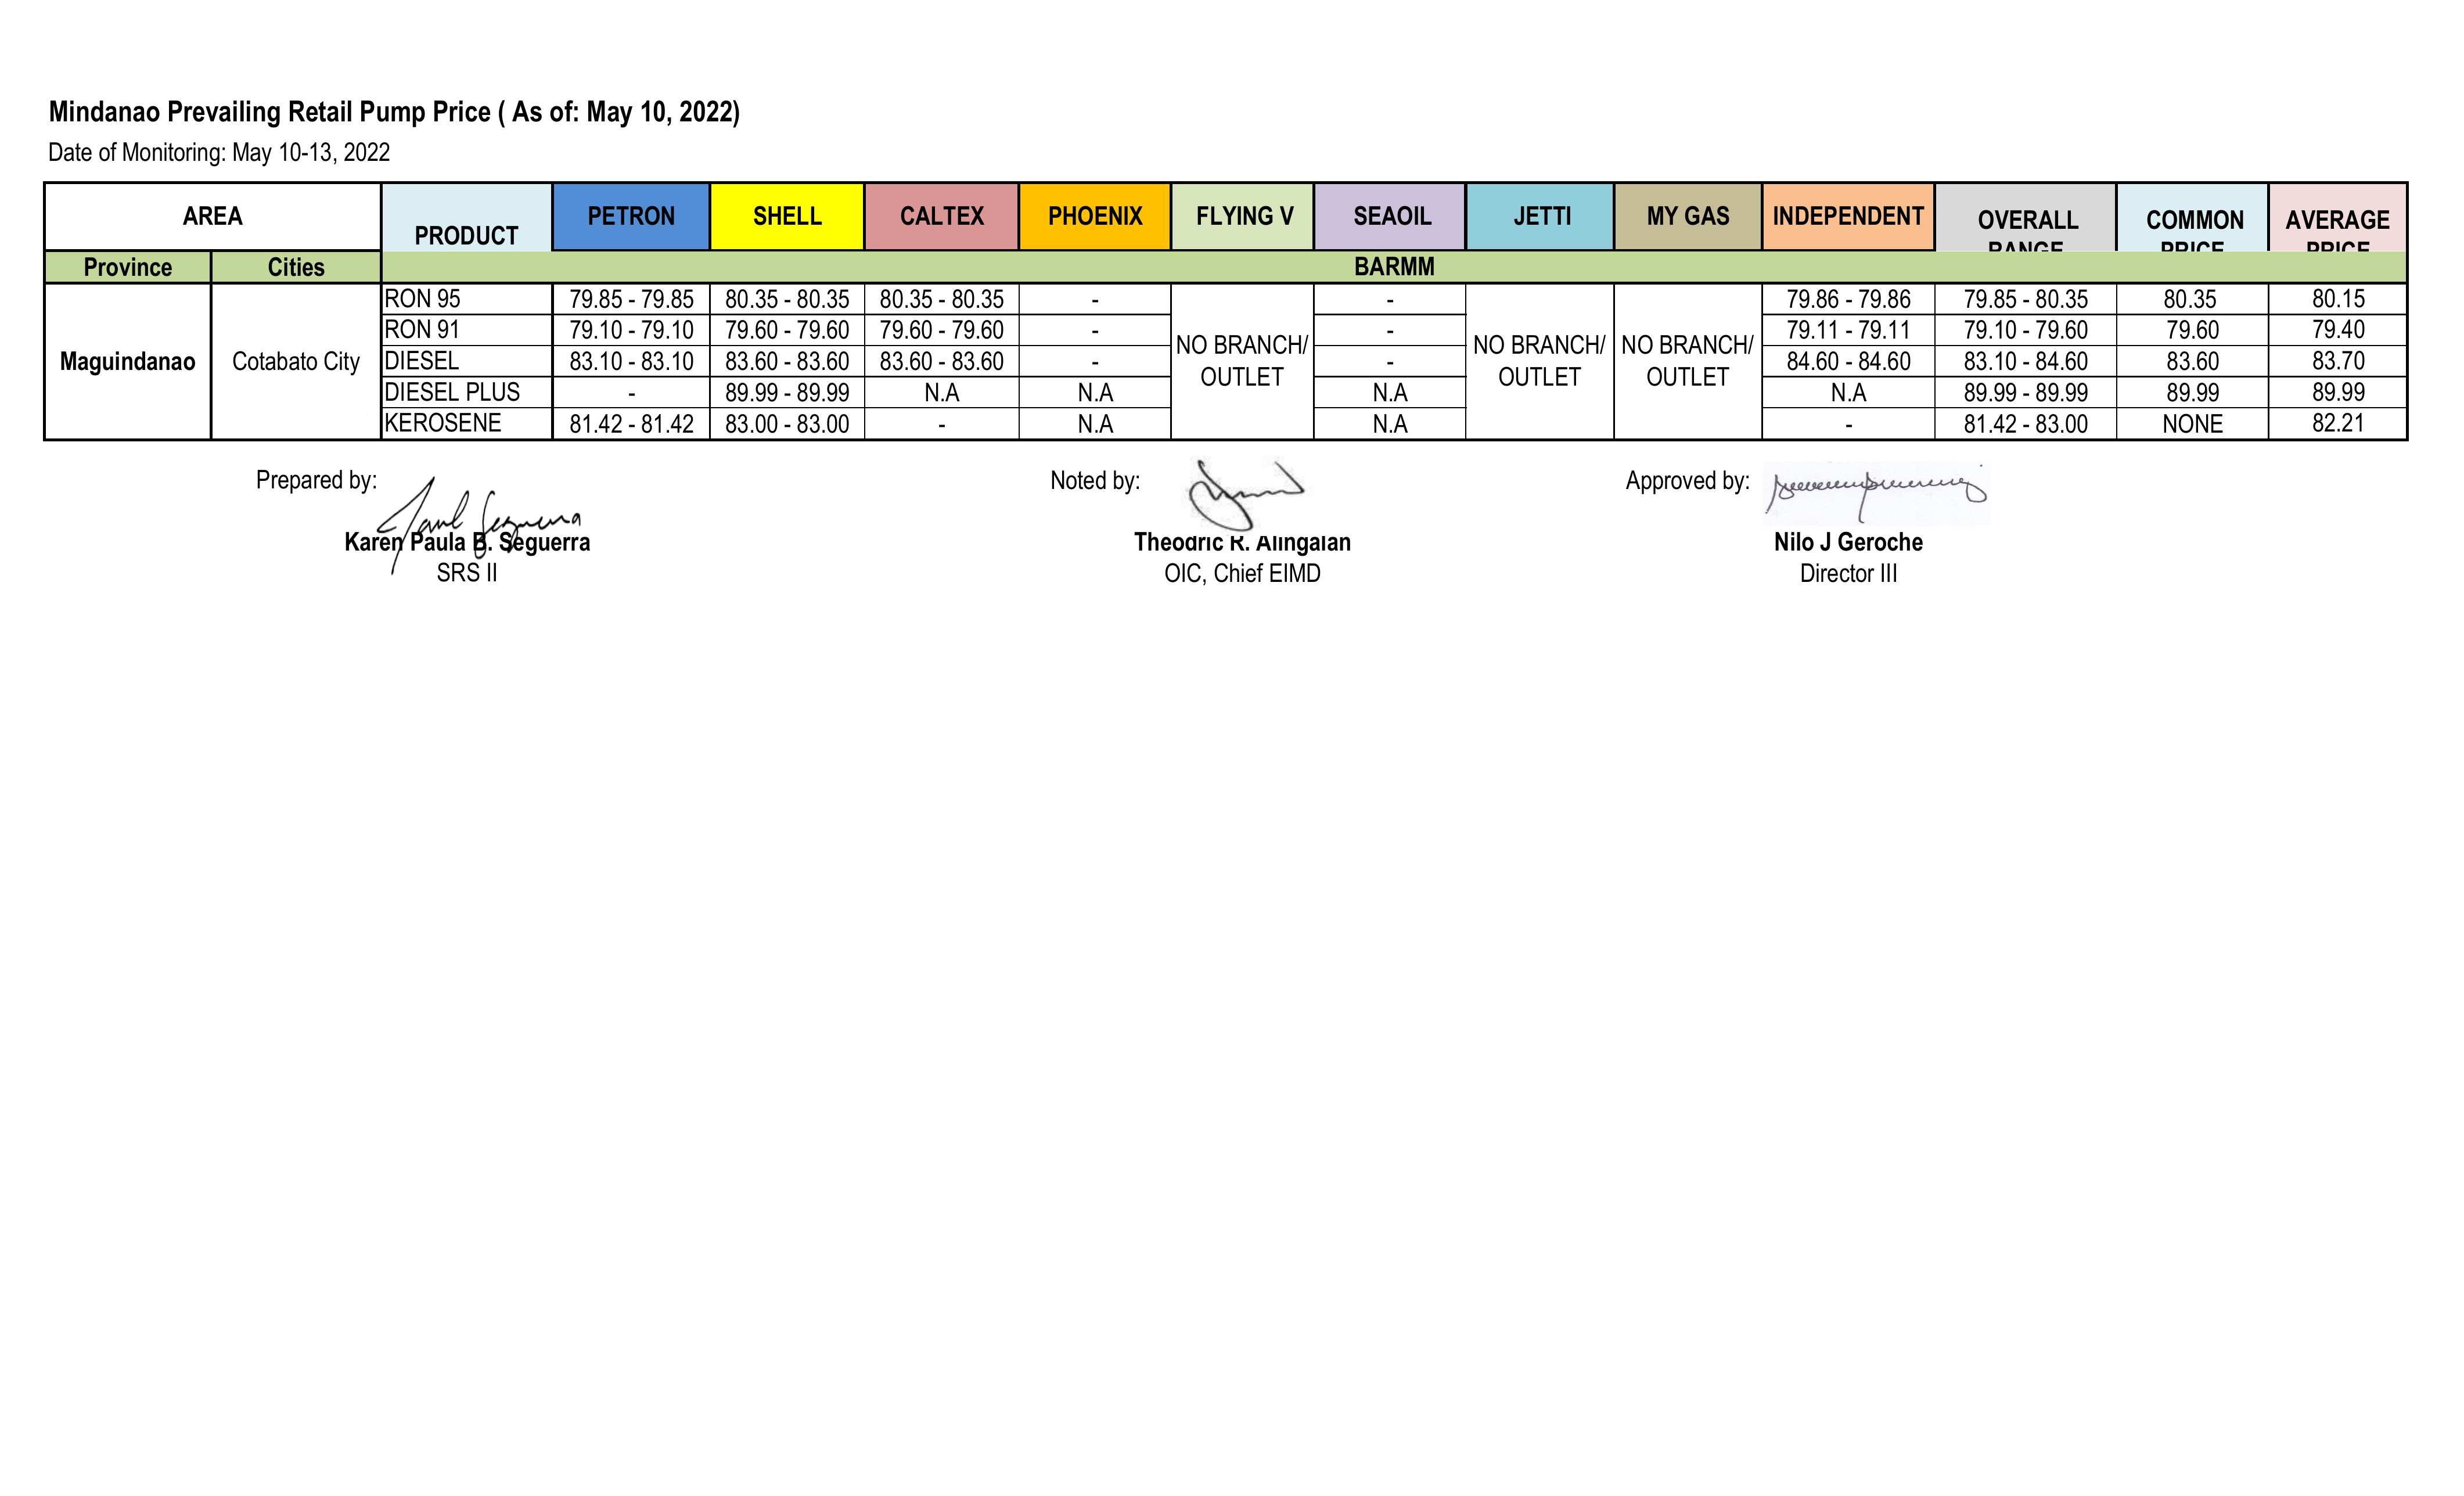 Mindanao Prevailing Retail Pump Price ( As of: May 10, 2022)
Date of Monitoring: May 10-13, 2022
AREA PRODUCT PETRON SHELL CALTEX PHOENIX FLYING V SEAOIL JETTI MY GAS INDEPENDENT OVERALL RANGE COMMON PRICE AVERAGE PRICE
Province Cities BARMM
Maguindanao Cotabato City NO BRANCH/ OUTLET NO BRANCH/ OUTLET NO BRANCH/ OUTLET
RON 95 79.85 - 79.85 80.35 - 80.35 80.35 - 80.35 - - 79.86 - 79.86 79.85 - 80.35 80.35 80.15
RON 91 79.10 - 79.10 79.60 - 79.60 79.60 - 79.60 - - 79.11 - 79.11 79.10 - 79.60 79.60 79.40
DIESEL 83.10 - 83.10 83.60 - 83.60 83.60 - 83.60 - - 84.60 - 84.60 83.10 - 84.60 83.60 83.70
DIESEL PLUS - 89.99 - 89.99 N.A N.A N.A N.A 89.99 - 89.99 89.99 89.99
KEROSENE 81.42 - 81.42 83.00 - 83.00 - N.A N.A - 81.42 - 83.00 NONE 82.21
Prepared by: Noted by: Approved by:
Karen Paula B. Seguerra Theodric R. Alingalan Nilo J Geroche
SRS II OIC, Chief EIMD Director III